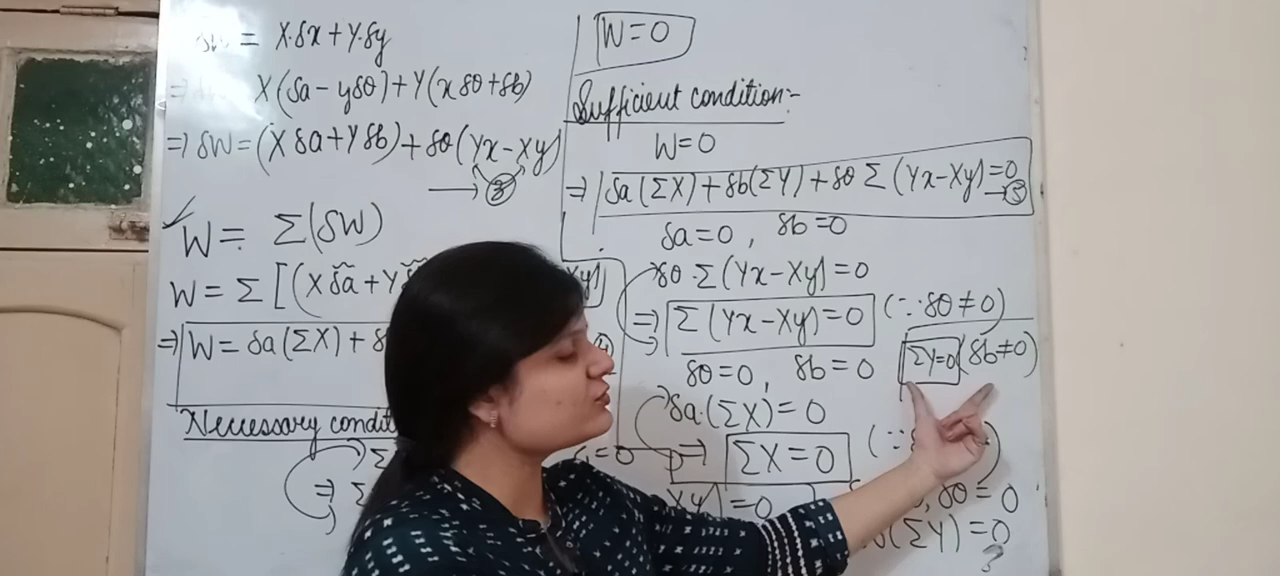 = X.δx + Y.δy
⇒ X(δa - yδθ) + Y(xδθ + δb)
⇒ δW = (Xδa + Yδb) + δθ(Yx - Xy)
→ ③
W = Σ(δW)
W = Σ[(Xδa + Y
⇒ W = δa(ΣX) +
Necessary
⇒ Σ
W = 0
Sufficient condition:-
W = 0
⇒ δa(ΣX) + δb(ΣY) + δθ Σ(Yx - Xy) = 0
δa = 0, δb = 0
δθ.Σ(Yx - Xy) = 0
⇒ Σ(Yx - Xy) = 0 (∵ δθ ≠ 0)
δθ = 0, δb = 0
δa.(ΣX) = 0
⇒ ΣX = 0 (∵
ΣY = 0 (δb ≠ 0)
, δθ = 0
(ΣY) = 0
?